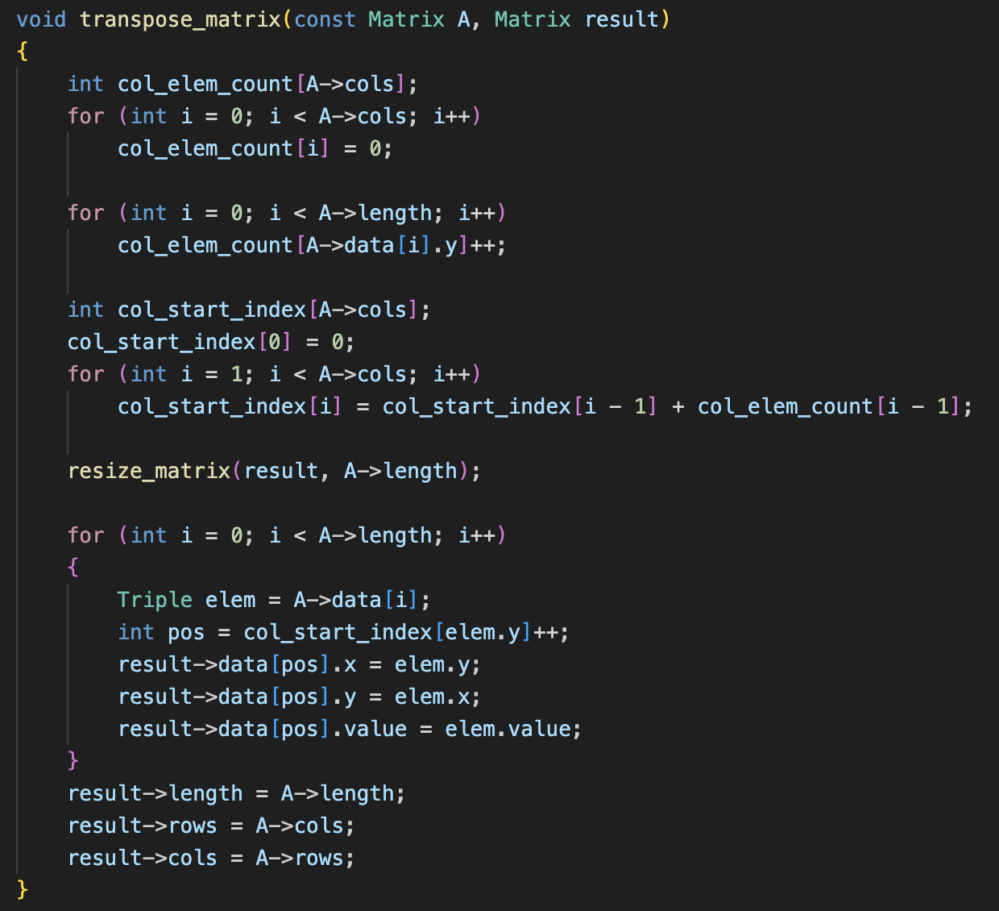 void transpose_matrix(const Matrix A, Matrix result)
{
    int col_elem_count[A->cols];
    for (int i = 0; i < A->cols; i++)
        col_elem_count[i] = 0;

    for (int i = 0; i < A->length; i++)
        col_elem_count[A->data[i].y]++;

    int col_start_index[A->cols];
    col_start_index[0] = 0;
    for (int i = 1; i < A->cols; i++)
        col_start_index[i] = col_start_index[i - 1] + col_elem_count[i - 1];

    resize_matrix(result, A->length);

    for (int i = 0; i < A->length; i++)
    {
        Triple elem = A->data[i];
        int pos = col_start_index[elem.y]++;
        result->data[pos].x = elem.y;
        result->data[pos].y = elem.x;
        result->data[pos].value = elem.value;
    }
    result->length = A->length;
    result->rows = A->cols;
    result->cols = A->rows;
}